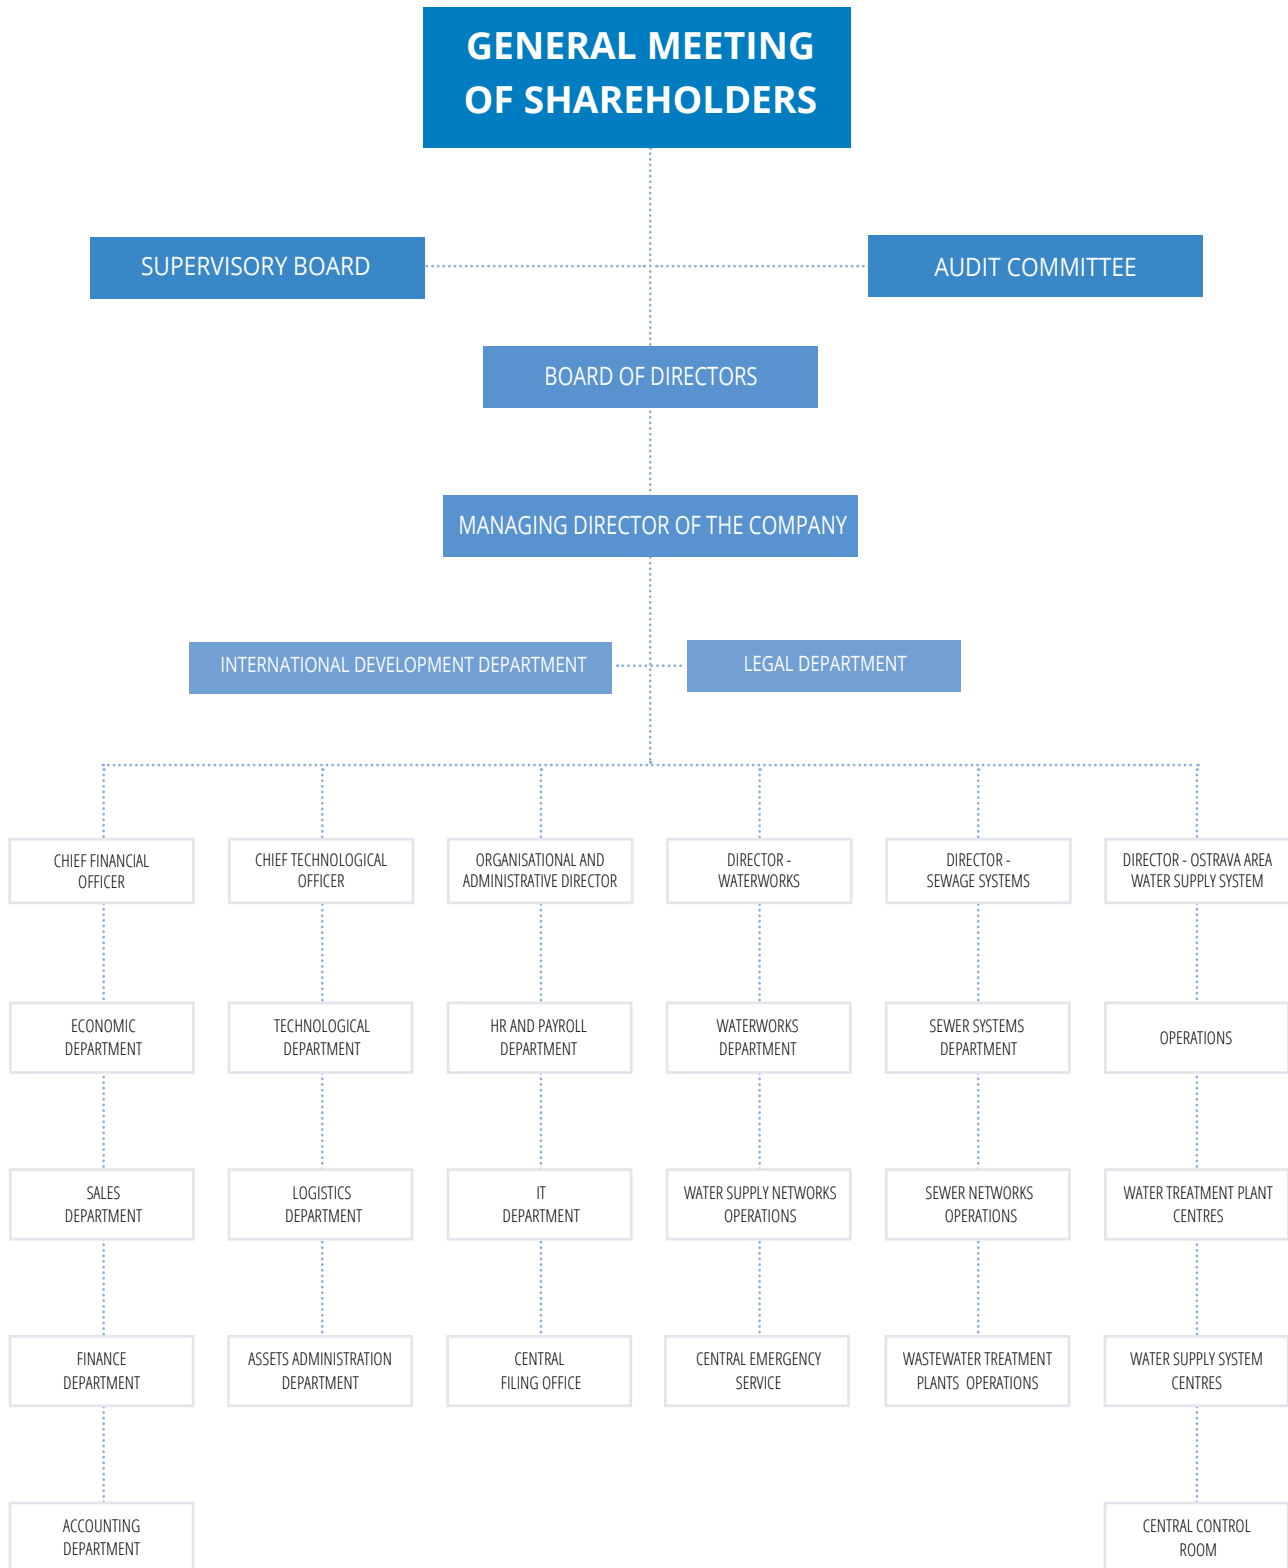 GENERAL MEETING
OF SHAREHOLDERS
SUPERVISORY BOARD
AUDIT COMMITTEE
BOARD OF DIRECTORS
MANAGING DIRECTOR OF THE COMPANY
INTERNATIONAL DEVELOPMENT DEPARTMENT
LEGAL DEPARTMENT
CHIEF FINANCIAL
OFFICER
CHIEF TECHNOLOGICAL
OFFICER
ORGANISATIONAL AND
ADMINISTRATIVE DIRECTOR
DIRECTOR -
WATERWORKS
DIRECTOR -
SEWAGE SYSTEMS
DIRECTOR - OSTRAVA AREA
WATER SUPPLY SYSTEM
ECONOMIC
DEPARTMENT
TECHNOLOGICAL
DEPARTMENT
HR AND PAYROLL
DEPARTMENT
WATERWORKS
DEPARTMENT
SEWER SYSTEMS
DEPARTMENT
OPERATIONS
SALES
DEPARTMENT
LOGISTICS
DEPARTMENT
IT
DEPARTMENT
WATER SUPPLY NETWORKS
OPERATIONS
SEWER NETWORKS
OPERATIONS
WATER TREATMENT PLANT
CENTRES
FINANCE
DEPARTMENT
ASSETS ADMINISTRATION
DEPARTMENT
CENTRAL
FILING OFFICE
CENTRAL EMERGENCY
SERVICE
WASTEWATER TREATMENT
PLANTS OPERATIONS
WATER SUPPLY SYSTEM
CENTRES
ACCOUNTING
DEPARTMENT
CENTRAL CONTROL
ROOM